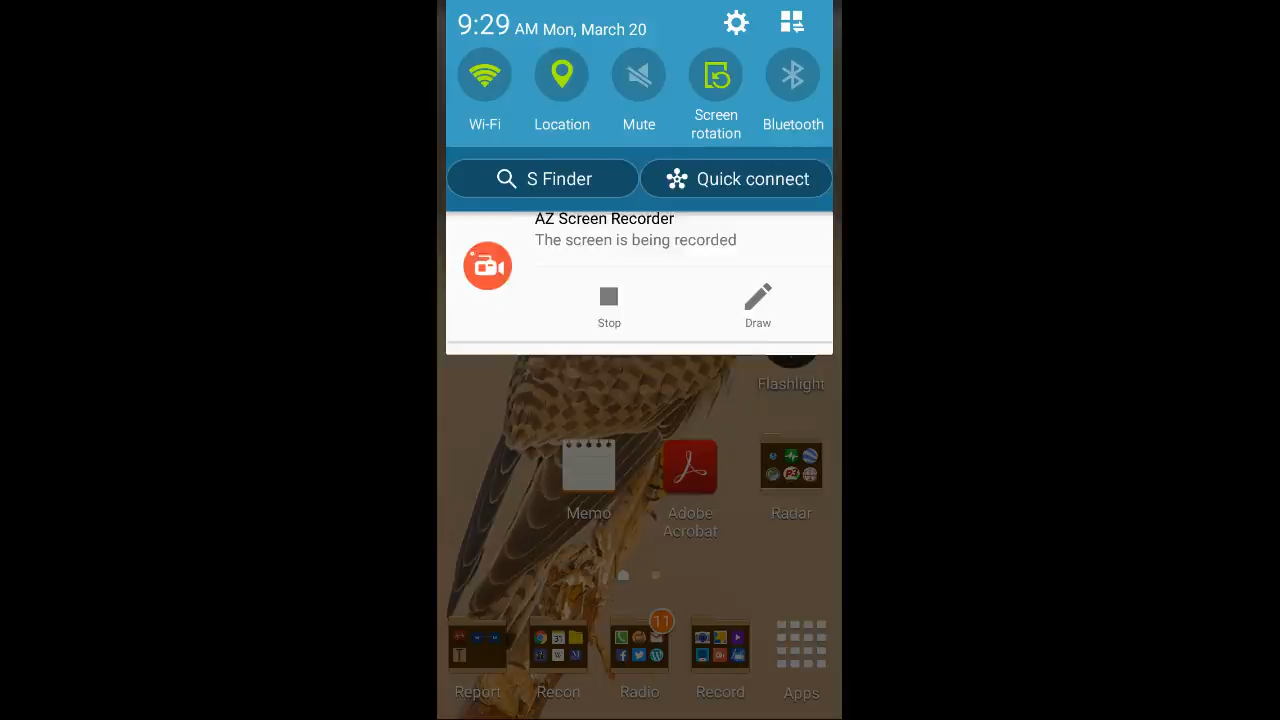 9:29 AM Mon, March 20
Wi-Fi
Location
Mute
Screen
rotation
Bluetooth
S Finder
Quick connect
AZ Screen Recorder
The screen is being recorded
Stop
Draw
Flashlight
Memo
Adobe
Acrobat
Radar
11
Report
Recon
Radio
Record
Apps